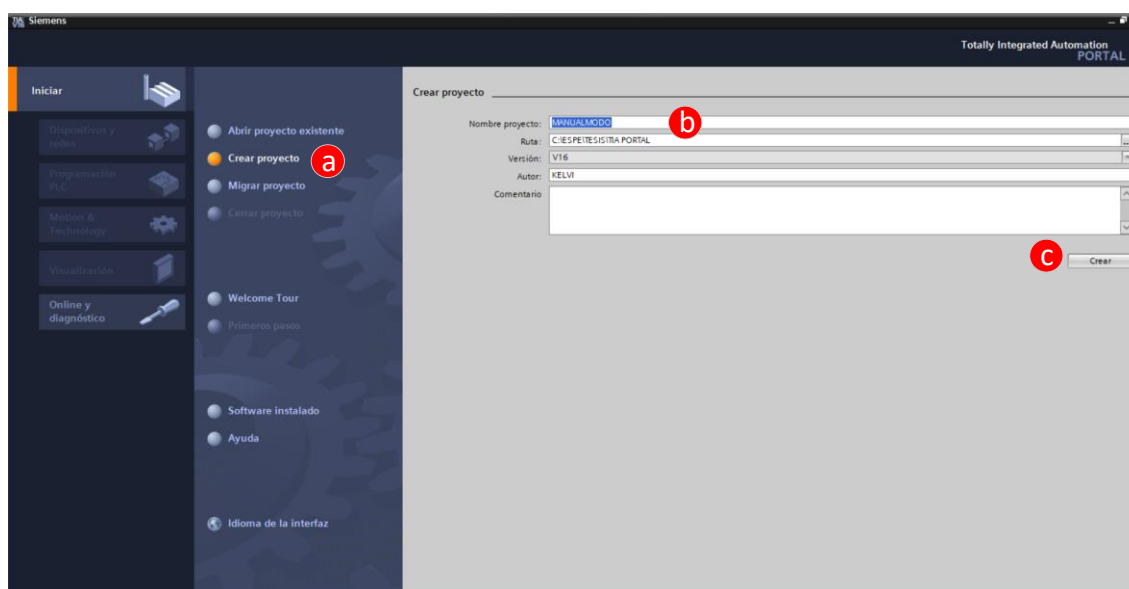 Siemens
Totally Integrated Automation
PORTAL
Iniciar
Dispositivos y
redes
Programación
PLC
Motion &
Technology
Visualización
Online y
diagnóstico
Abrir proyecto existente
Crear proyecto
a
Migrar proyecto
Cerrar proyecto
Welcome Tour
Primeros pasos
Software instalado
Ayuda
Idioma de la interfaz
Crear proyecto
Nombre proyecto: MANUALMODO
b
Ruta: C:\ESPE\TESIS\TIA PORTAL
...
Versión: V16
Autor: KELVI
Comentario
c
Crear